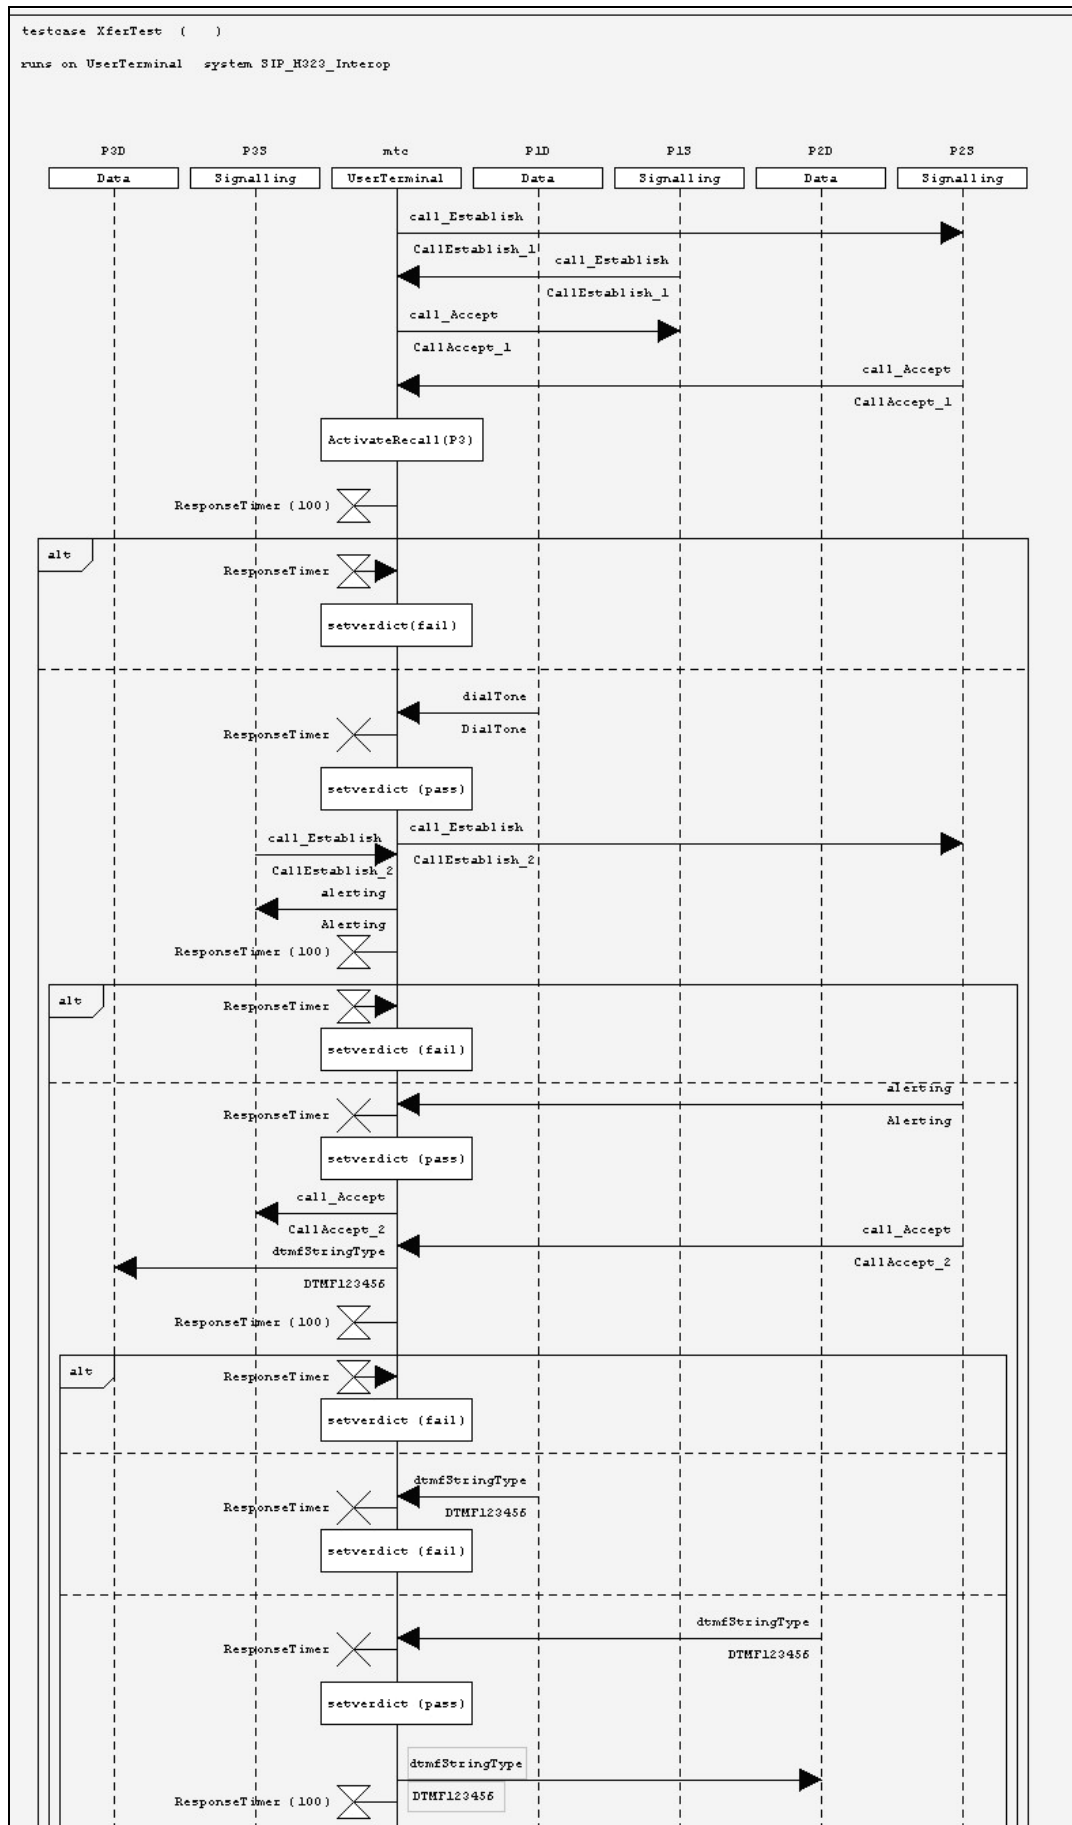 testcase XferTest ( )
runs on UserTerminal system SIP_H323_Interop
P3D P3S mtc P1D P1S P2D P2S
Data Signalling UserTerminal Data Signalling Data Signalling
call_Establish
CallEstablish_1
call_Establish
CallEstablish_1
call_Accept
CallAccept_1
call_Accept
CallAccept_1
ActivateRecall(P3)
ResponseTimer (100)
alt
ResponseTimer
setverdict(fail)
dialTone
DialTone
ResponseTimer
setverdict (pass)
call_Establish
CallEstablish_2
call_Establish
CallEstablish_2
alerting
Alerting
ResponseTimer (100)
alt
ResponseTimer
setverdict (fail)
alerting
Alerting
ResponseTimer
setverdict (pass)
call_Accept
CallAccept_2
call_Accept
CallAccept_2
dtmfStringType
DTMF123456
ResponseTimer (100)
alt
ResponseTimer
setverdict (fail)
dtmfStringType
DTMF123456
ResponseTimer
setverdict (fail)
dtmfStringType
DTMF123456
ResponseTimer
setverdict (pass)
dtmfStringType
DTMF123456
ResponseTimer (100)